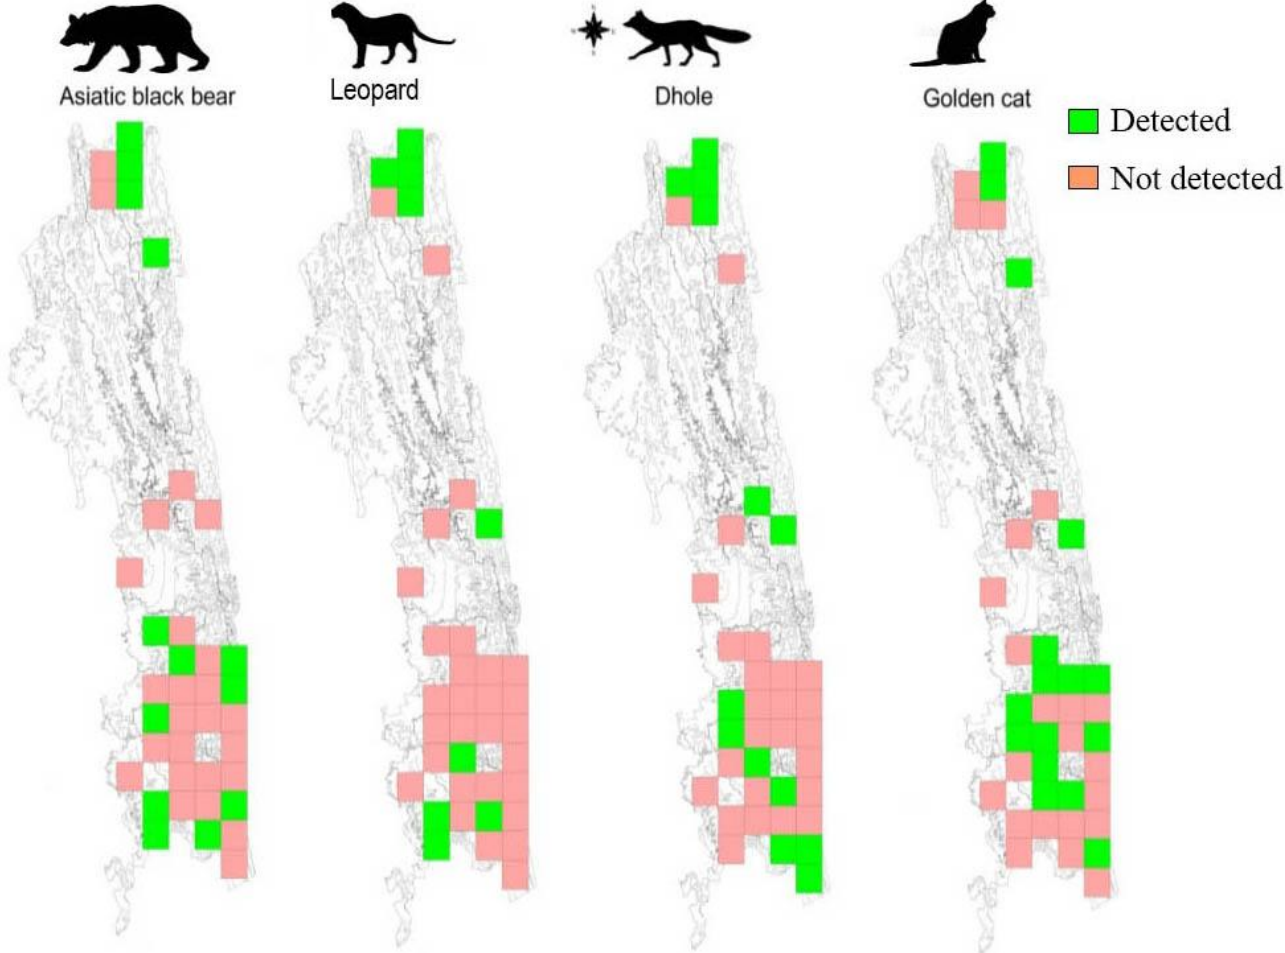 Asiatic black bear
Leopard
Dhole
Golden cat
Detected
Not detected